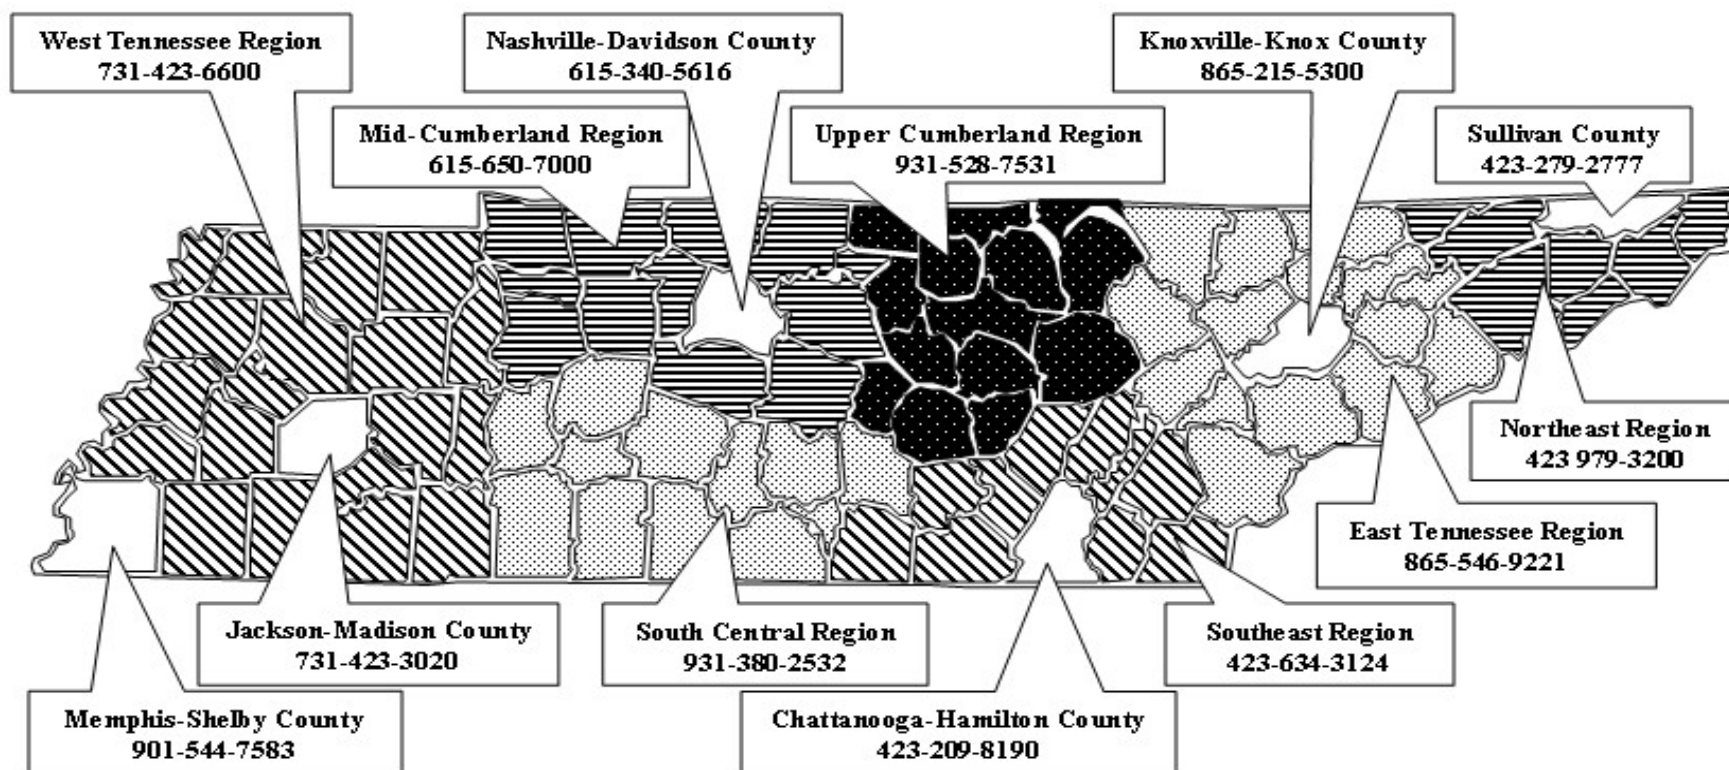 West Tennessee Region
731-423-6600
Nashville-Davidson County
615-340-5616
Knoxville-Knox County
865-215-5300
Mid-Cumberland Region
615-650-7000
Upper Cumberland Region
931-528-7531
Sullivan County
423-279-2777
Northeast Region
423 979-3200
East Tennessee Region
865-546-9221
Jackson-Madison County
731-423-3020
South Central Region
931-380-2532
Southeast Region
423-634-3124
Memphis-Shelby County
901-544-7583
Chattanooga-Hamilton County
423-209-8190